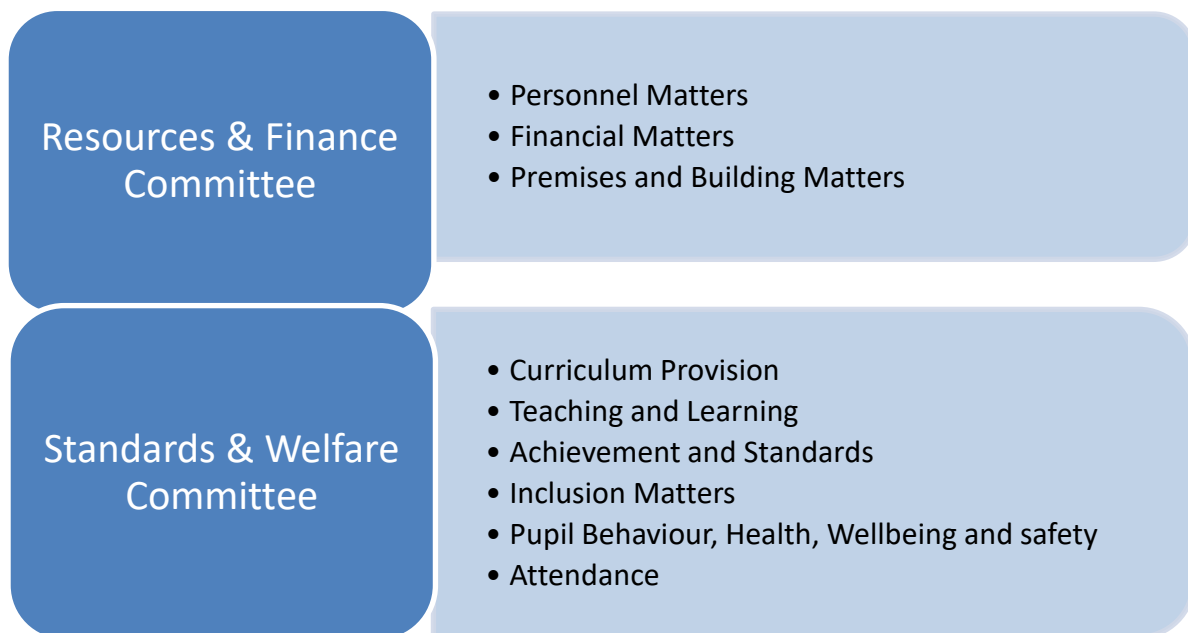 Resources & Finance
Committee
• Personnel Matters
• Financial Matters
• Premises and Building Matters
Standards & Welfare
Committee
• Curriculum Provision
• Teaching and Learning
• Achievement and Standards
• Inclusion Matters
• Pupil Behaviour, Health, Wellbeing and safety
• Attendance